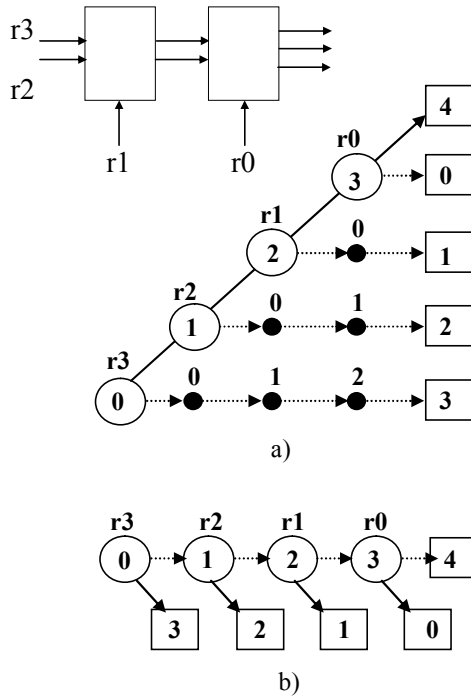 r3
r2
r1 r0
4
r0
3 0
r1 0
2 1
r2 0 1
1 2
r3 0 1 2
0 3
a)
r3 r2 r1 r0
0 1 2 3 4
3 2 1 0
b)